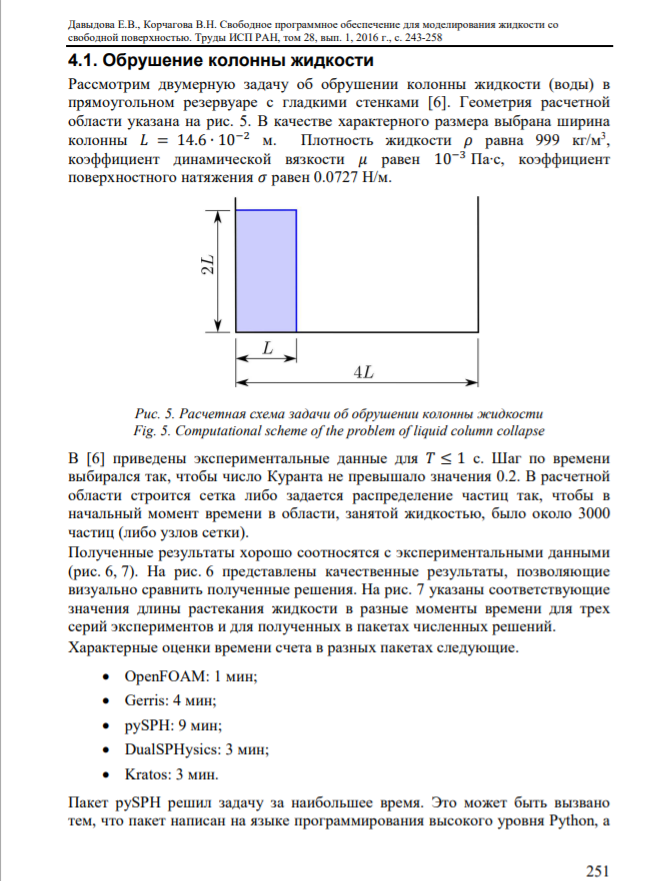 Давыдова Е.В., Корчагова В.Н. Свободное программное обеспечение для моделирования жидкости со
свободной поверхностью. Труды ИСП РАН, том 28, вып. 1, 2016 г., с. 243-258
4.1. Обрушение колонны жидкости
Рассмотрим двумерную задачу об обрушении колонны жидкости (воды) в
прямоугольном резервуаре с гладкими стенками [6]. Геометрия расчетной
области указана на рис. 5. В качестве характерного размера выбрана ширина
колонны L = 14.6 · 10⁻² м. Плотность жидкости ρ равна 999 кг/м³,
коэффициент динамической вязкости μ равен 10⁻³ Па·с, коэффициент
поверхностного натяжения σ равен 0.0727 Н/м.
2L
L
4L
Рис. 5. Расчетная схема задачи об обрушении колонны жидкости
Fig. 5. Computational scheme of the problem of liquid column collapse
В [6] приведены экспериментальные данные для T ≤ 1 с. Шаг по времени
выбирался так, чтобы число Куранта не превышало значения 0.2. В расчетной
области строится сетка либо задается распределение частиц так, чтобы в
начальный момент времени в области, занятой жидкостью, было около 3000
частиц (либо узлов сетки).
Полученные результаты хорошо соотносятся с экспериментальными данными
(рис. 6, 7). На рис. 6 представлены качественные результаты, позволяющие
визуально сравнить полученные решения. На рис. 7 указаны соответствующие
значения длины растекания жидкости в разные моменты времени для трех
серий экспериментов и для полученных в пакетах численных решений.
Характерные оценки времени счета в разных пакетах следующие.
• OpenFOAM: 1 мин;
• Gerris: 4 мин;
• pySPH: 9 мин;
• DualSPHysics: 3 мин;
• Kratos: 3 мин.
Пакет pySPH решил задачу за наибольшее время. Это может быть вызвано
тем, что пакет написан на языке программирования высокого уровня Python, а
251